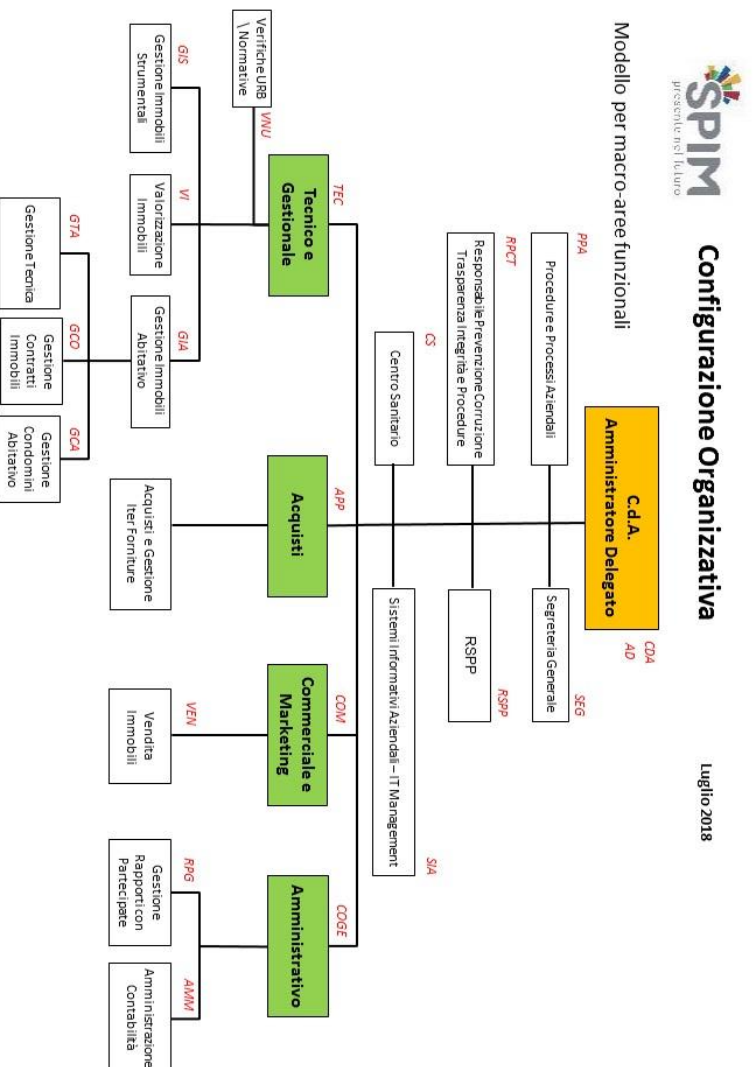 SPIM
presente nel futuro
Configurazione Organizzativa
Luglio 2018
Modello per macro-aree funzionali
C.d.A.
Amministratore Delegato
CDA
AD
PPA
Procedure e Processi Aziendali
SEG
Segreteria Generale
RPCT
Responsabile Prevenzione Corruzione
Trasparenza Integrità e Procedure
RSPP
RSPP
CS
Centro Sanitario
SIA
Sistemi Informativi Aziendali – IT Management
TEC
Tecnico e
Gestionale
APP
Acquisti
COM
Commerciale e
Marketing
COGE
Amministrativo
Verifiche URB
\ Normative
VNU
GIS
Gestione Immobili
Strumentali
VI
Valorizzazione
Immobili
GIA
Gestione Immobili
Abitativo
Acquisti e Gestione
Iter Forniture
VEN
Vendita
Immobili
RPG
Gestione
Rapporti con
Partecipate
AMM
Amministrazione
Contabilità
GTA
Gestione Tecnica
GCO
Gestione
Contratti
Immobili
GCA
Gestione
Condomini
Abitativo